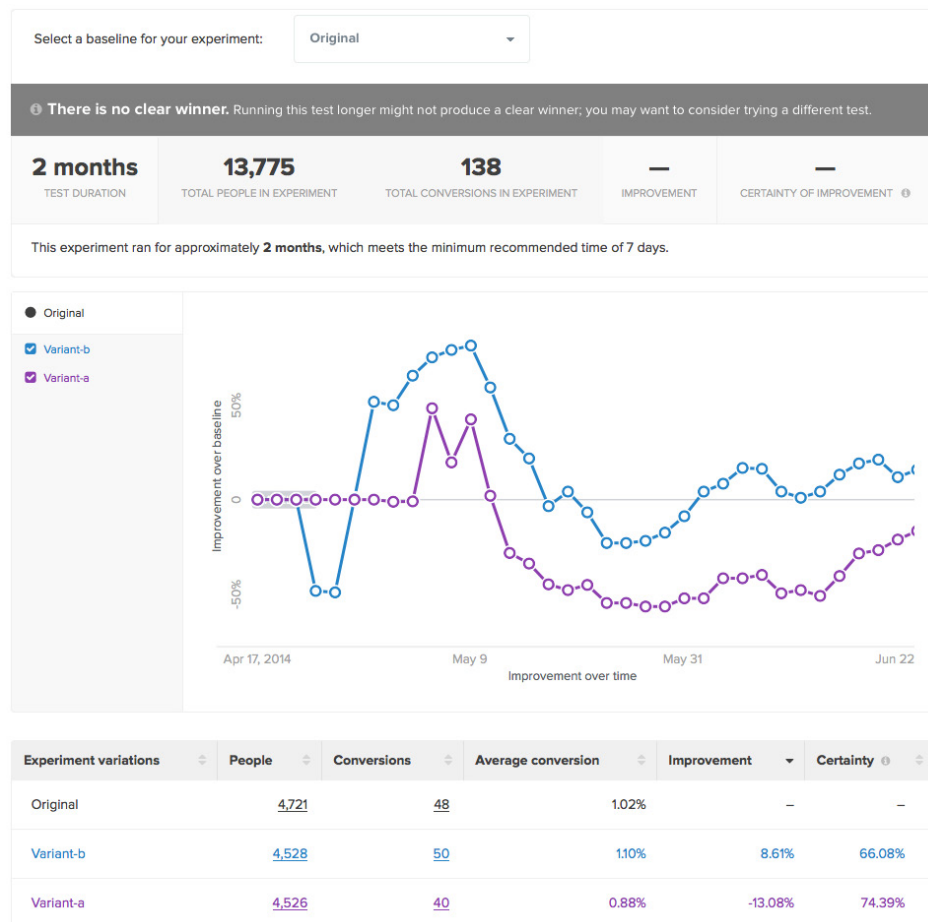 Select a baseline for your experiment: Original
There is no clear winner. Running this test longer might not produce a clear winner; you may want to consider trying a different test.
2 months 13,775 138 — —
TEST DURATION TOTAL PEOPLE IN EXPERIMENT TOTAL CONVERSIONS IN EXPERIMENT IMPROVEMENT CERTAINTY OF IMPROVEMENT
This experiment ran for approximately 2 months, which meets the minimum recommended time of 7 days.
Original
Variant-b
Variant-a
Improvement over baseline
50%
0
-50%
Apr 17, 2014 May 9 May 31 Jun 22
Improvement over time
Experiment variations People Conversions Average conversion Improvement Certainty
Original 4,721 48 1.02% – –
Variant-b 4,528 50 1.10% 8.61% 66.08%
Variant-a 4,526 40 0.88% -13.08% 74.39%